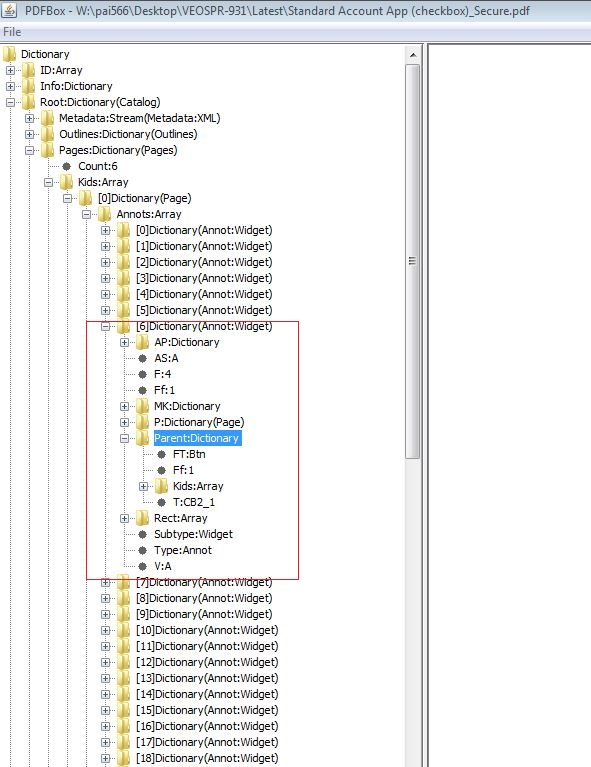 PDFBox - W:\pai566\Desktop\VEOSPR-931\Latest\Standard Account App (checkbox)_Secure.pdf
File
Dictionary
ID:Array
Info:Dictionary
Root:Dictionary(Catalog)
Metadata:Stream(Metadata:XML)
Outlines:Dictionary(Outlines)
Pages:Dictionary(Pages)
Count:6
Kids:Array
[0]Dictionary(Page)
Annots:Array
[0]Dictionary(Annot:Widget)
[1]Dictionary(Annot:Widget)
[2]Dictionary(Annot:Widget)
[3]Dictionary(Annot:Widget)
[4]Dictionary(Annot:Widget)
[5]Dictionary(Annot:Widget)
[6]Dictionary(Annot:Widget)
AP:Dictionary
AS:A
F:4
Ff:1
MK:Dictionary
P:Dictionary(Page)
Parent:Dictionary
FT:Btn
Ff:1
Kids:Array
T:CB2_1
Rect:Array
Subtype:Widget
Type:Annot
V:A
[7]Dictionary(Annot:Widget)
[8]Dictionary(Annot:Widget)
[9]Dictionary(Annot:Widget)
[10]Dictionary(Annot:Widget)
[11]Dictionary(Annot:Widget)
[12]Dictionary(Annot:Widget)
[13]Dictionary(Annot:Widget)
[14]Dictionary(Annot:Widget)
[15]Dictionary(Annot:Widget)
[16]Dictionary(Annot:Widget)
[17]Dictionary(Annot:Widget)
[18]Dictionary(Annot:Widget)